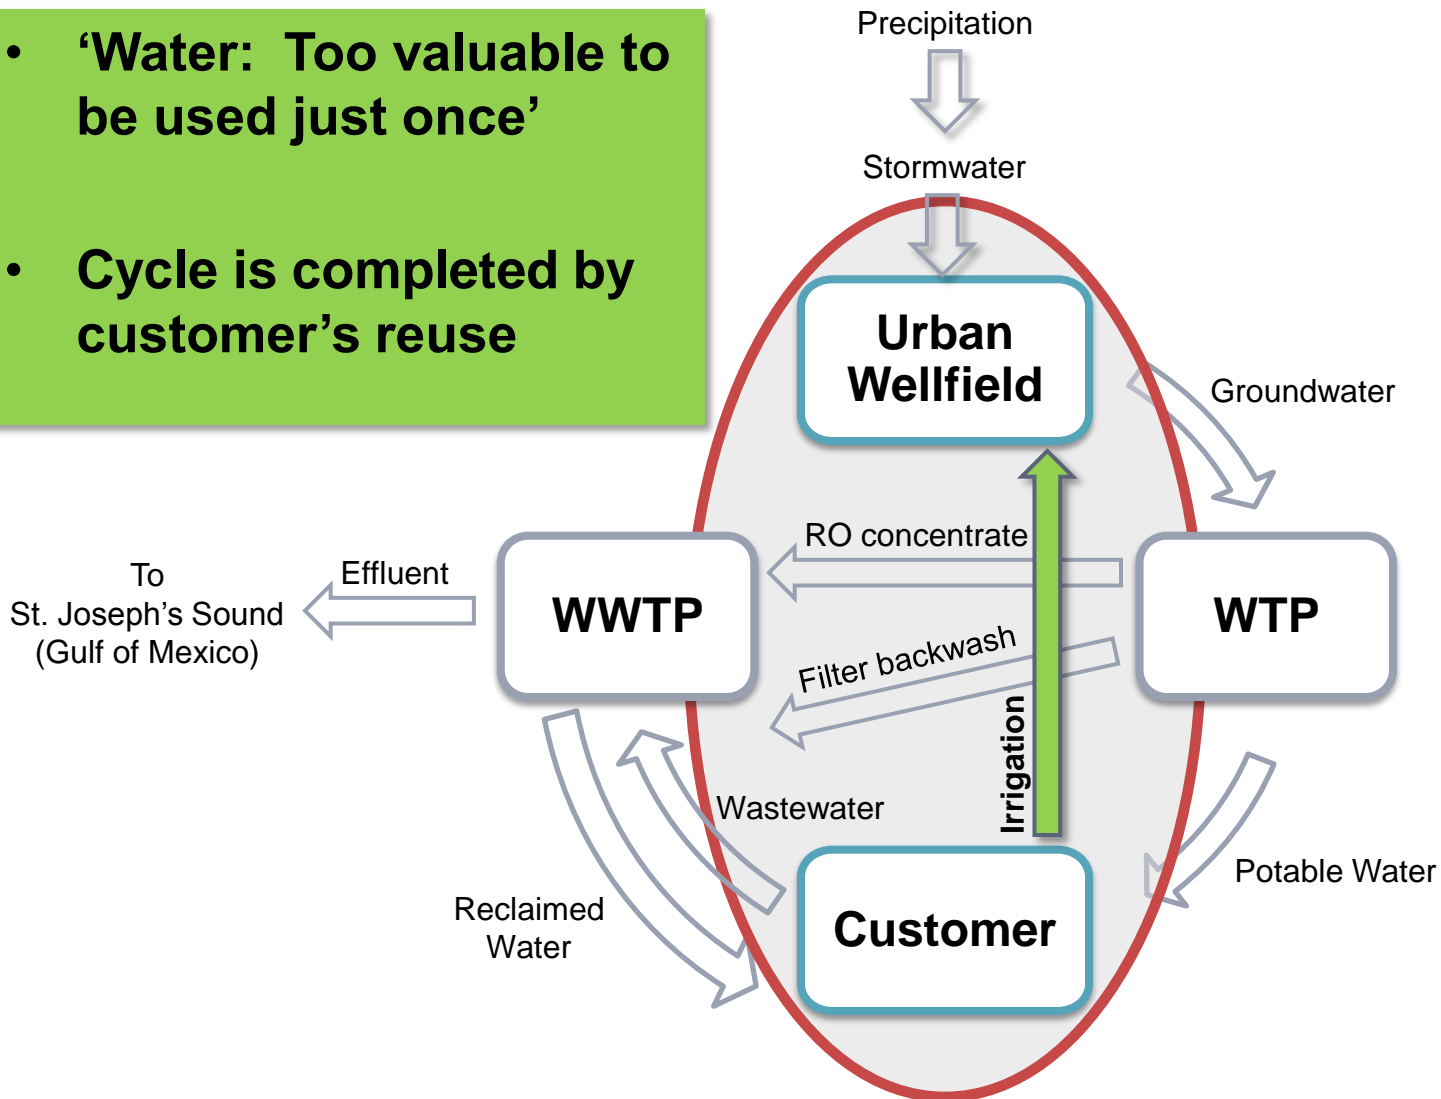 • ‘Water:  Too valuable to
be used just once’
• Cycle is completed by
customer’s reuse
Precipitation
Stormwater
Urban
Wellfield
Groundwater
RO concentrate
To
St. Joseph’s Sound
(Gulf of Mexico)
Effluent
WWTP
WTP
Filter backwash
Irrigation
Wastewater
Potable Water
Reclaimed
Water
Customer